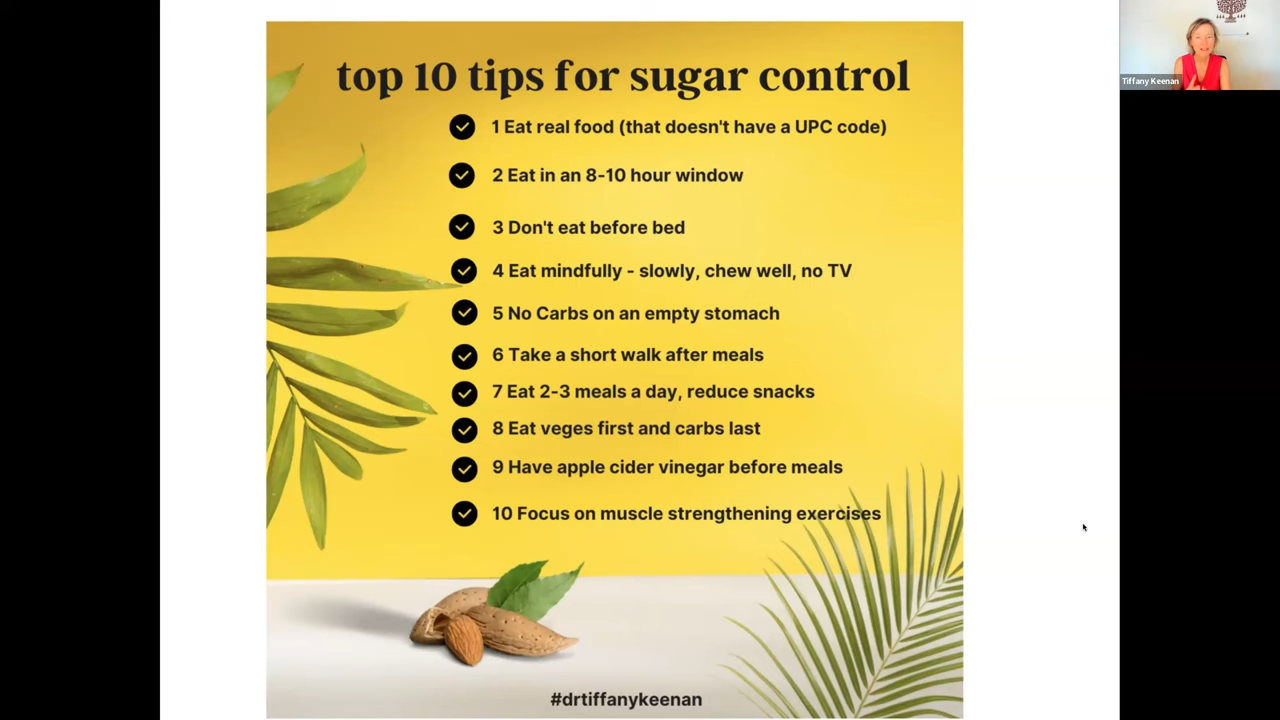 top 10 tips for sugar control
1 Eat real food (that doesn't have a UPC code)
2 Eat in an 8-10 hour window
3 Don't eat before bed
4 Eat mindfully - slowly, chew well, no TV
5 No Carbs on an empty stomach
6 Take a short walk after meals
7 Eat 2-3 meals a day, reduce snacks
8 Eat veges first and carbs last
9 Have apple cider vinegar before meals
10 Focus on muscle strengthening exercises
#drtiffanykeenan
Tiffany Keenan